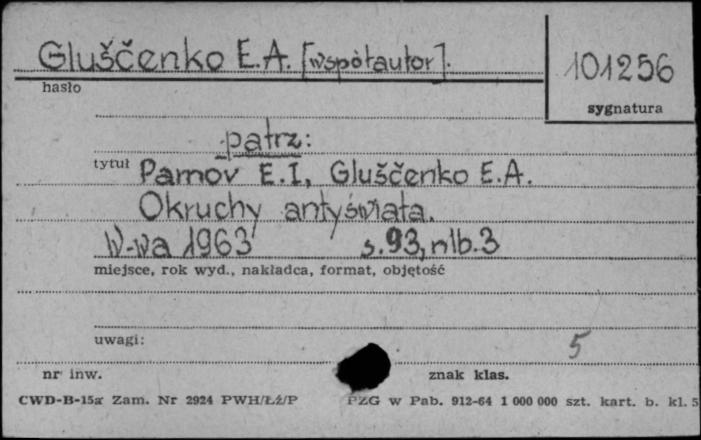 Gluščenko E.A. [współautor].
101256
hasło
sygnatura
patrz:
tytuł Parnov E.I, Gluščenko E.A.
Okruchy antyświata.
W-wa 1963 s.93, nlb.3
miejsce, rok wyd., nakładca, format, objętość
uwagi:
5
nr inw.
znak klas.
CWD-B-15a Zam. Nr 2924 PWH/Łż/P
PZG w Pab. 912-64 1 000 000 szt. kart. b. kl. 5